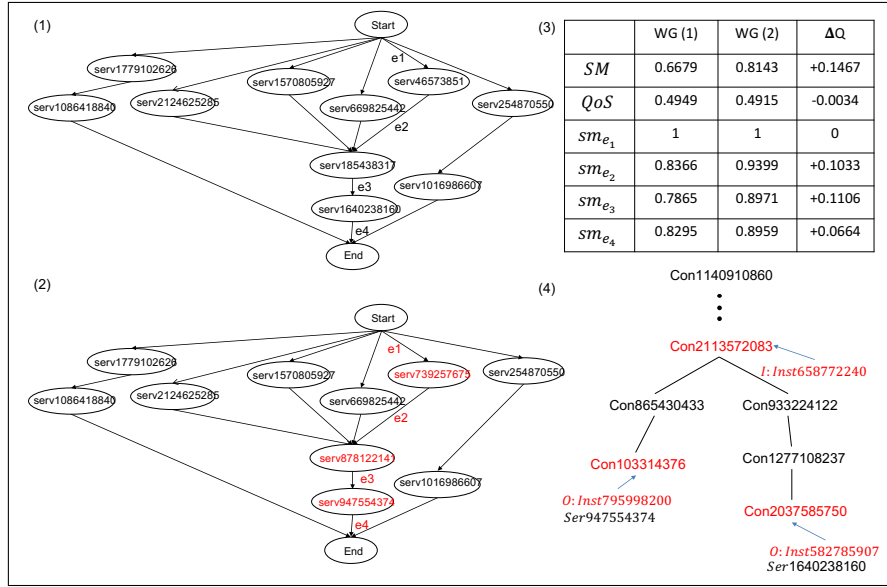 (1)
Start
e1
serv1779102626
serv1570805927
serv46573851
serv1086418840
serv2124625285
serv669825442
serv254870550
e2
serv185438317
e3
serv1016986607
serv1640238160
e4
End
(2)
Start
e1
serv1779102626
serv1570805927
serv739257675
serv254870550
serv1086418840
serv2124625285
serv669825442
e2
serv878122141
e3
serv1016986607
serv947554374
e4
End
(3)
WG (1) WG (2) ΔQ
SM 0.6679 0.8143 +0.1467
QoS 0.4949 0.4915 -0.0034
sm_e1 1 1 0
sm_e2 0.8366 0.9399 +0.1033
sm_e3 0.7865 0.8971 +0.1106
sm_e4 0.8295 0.8959 +0.0664
(4)
Con1140910860
Con2113572083
I: Inst658772240
Con865430433 Con933224122
Con103314376 Con1277108237
O: Inst795998200
Ser947554374
Con2037585750
O: Inst582785907
Ser1640238160